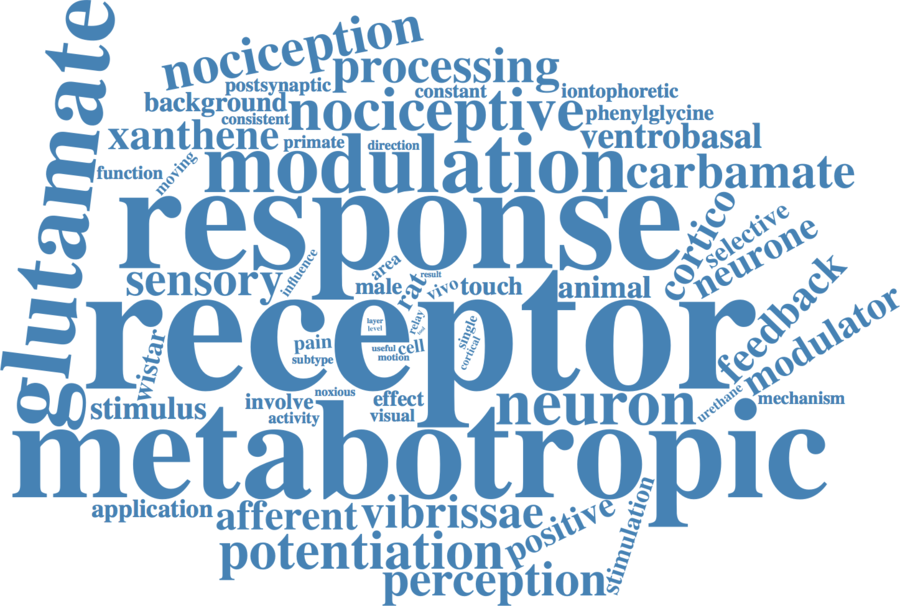 glutamate
nociception
processing
postsynaptic
constant
iontophoretic
background
nociceptive
phenylglycine
consistent
xanthene
primate
direction
ventrobasal
function
moving
modulation
carbamate
response
cortico
selective
neurone
sensory
influence
area
male
rat
result
vivo
touch
animal
receptor
layer
level
relay
pain
subtype
useful
cell
motion
single
cortical
feedback
modulator
wistar
stimulus
involve
noxious
activity
effect
visual
neuron
urethane
mechanism
metabotropic
application
afferent
vibrissae
positive
stimulation
potentiation
perception